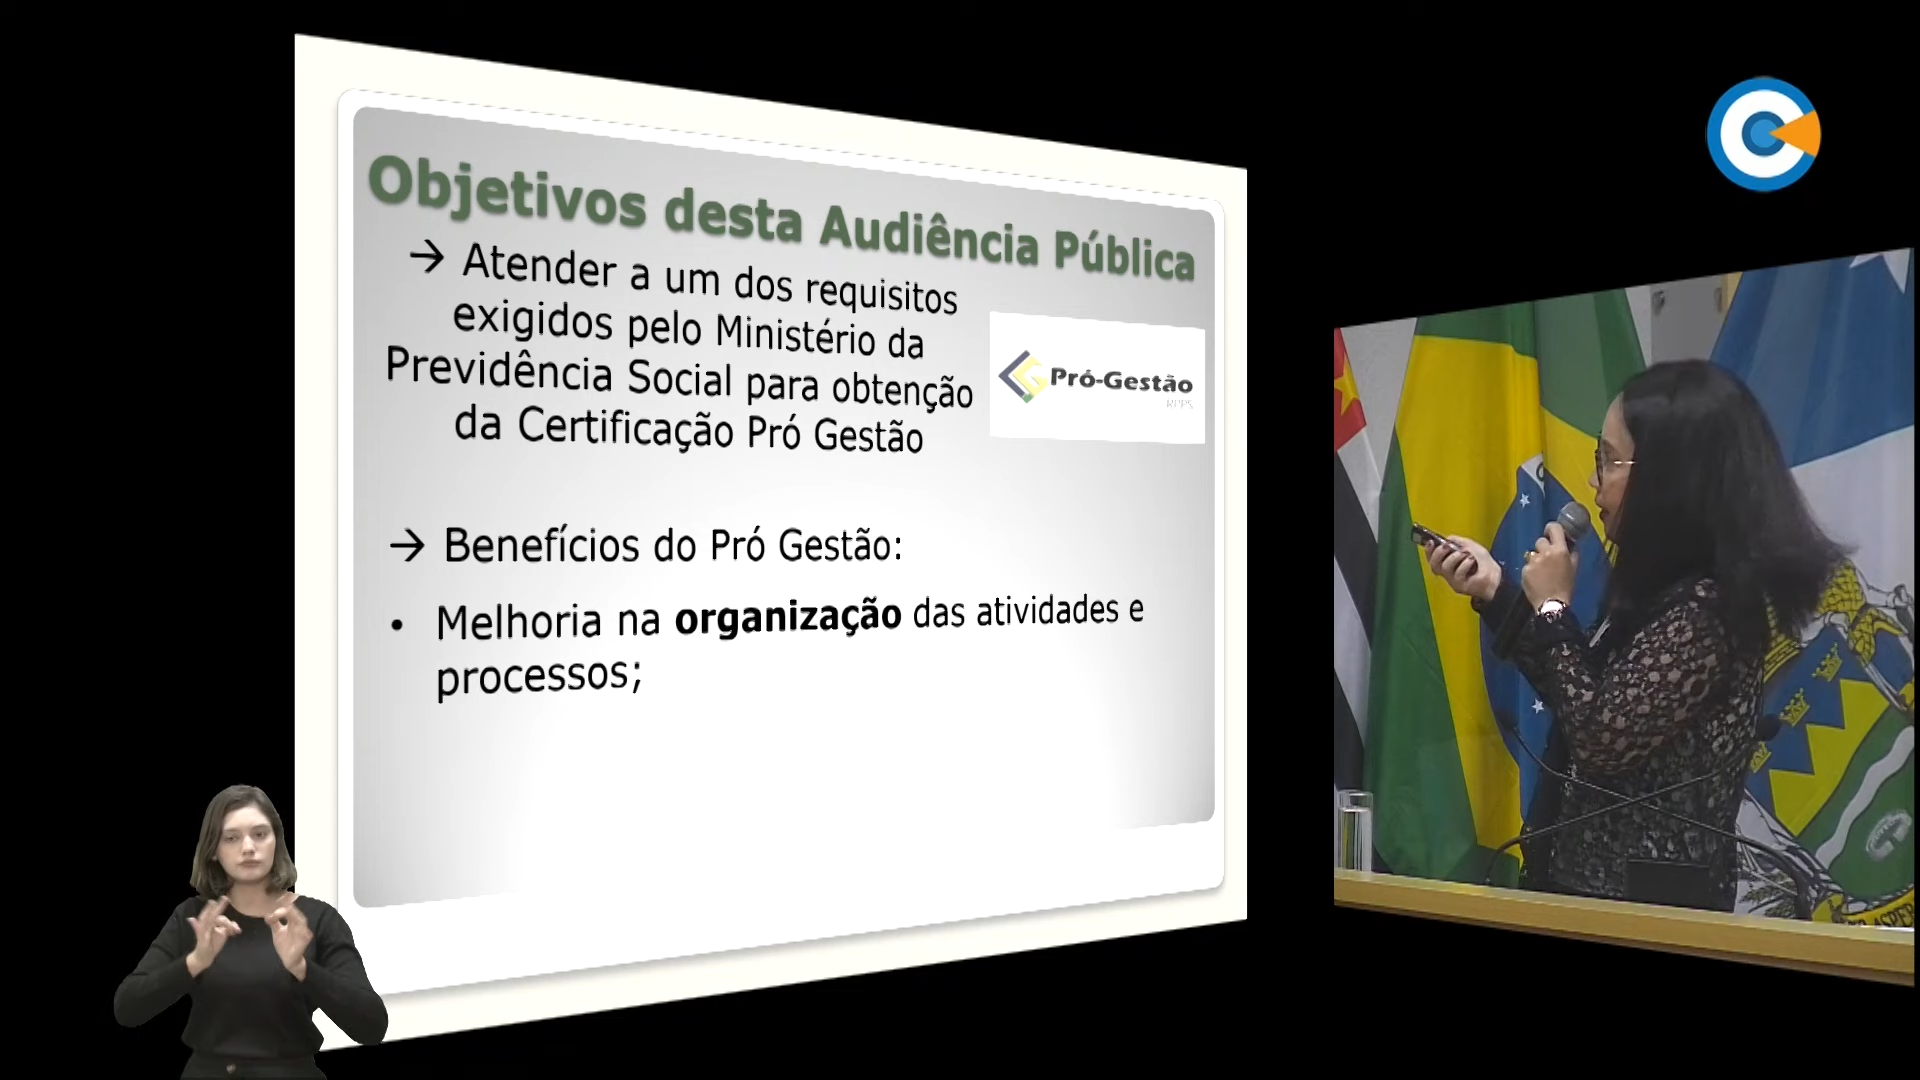 Objetivos desta Audiência Pública
→ Atender a um dos requisitos
exigidos pelo Ministério da
Previdência Social para obtenção
da Certificação Pró Gestão
Pró-Gestão
RPPS
→ Benefícios do Pró Gestão:
• Melhoria na organização das atividades e
processos;